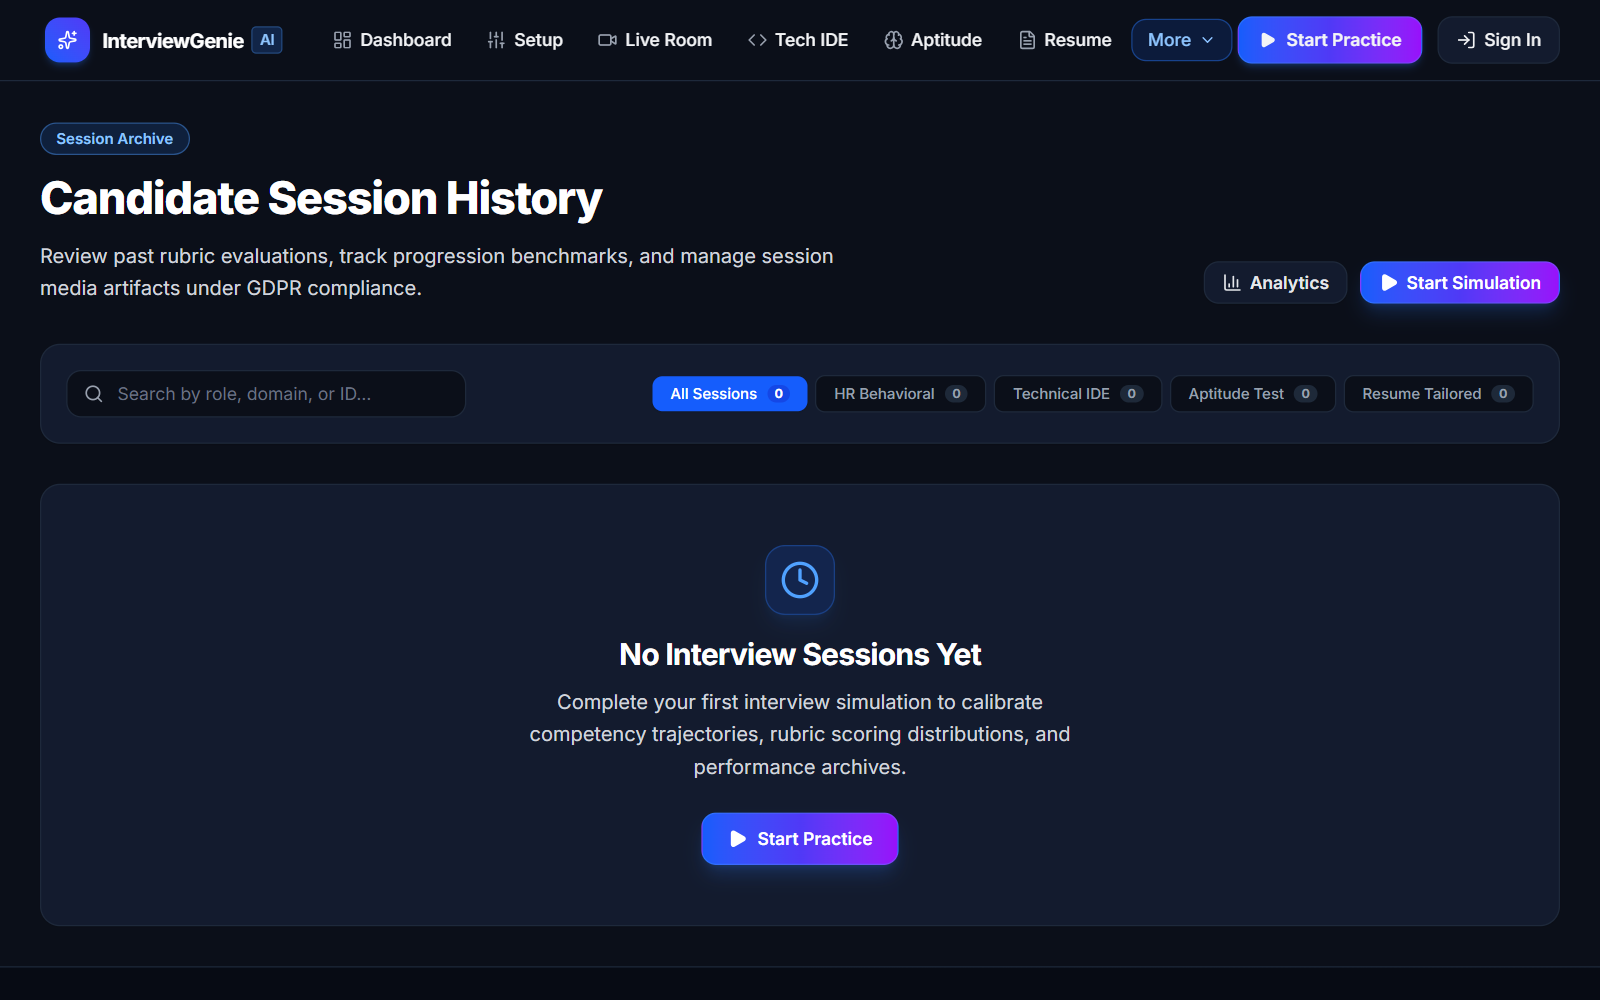 InterviewGenie AI
Dashboard
Setup
Live Room
Tech IDE
Aptitude
Resume
More
Start Practice
Sign In
Session Archive
Candidate Session History
Review past rubric evaluations, track progression benchmarks, and manage session
media artifacts under GDPR compliance.
Analytics
Start Simulation
Search by role, domain, or ID...
All Sessions 0
HR Behavioral 0
Technical IDE 0
Aptitude Test 0
Resume Tailored 0
No Interview Sessions Yet
Complete your first interview simulation to calibrate
competency trajectories, rubric scoring distributions, and
performance archives.
Start Practice